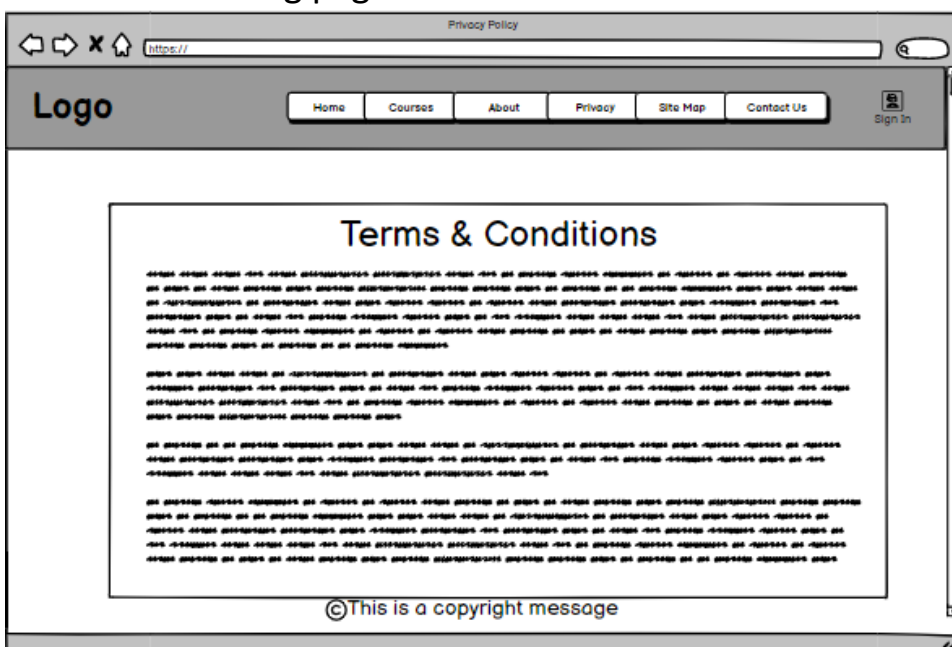 Privacy Policy
https://
Logo
Home Courses About Privacy Site Map Contact Us
Sign In
Terms & Conditions
©This is a copyright message